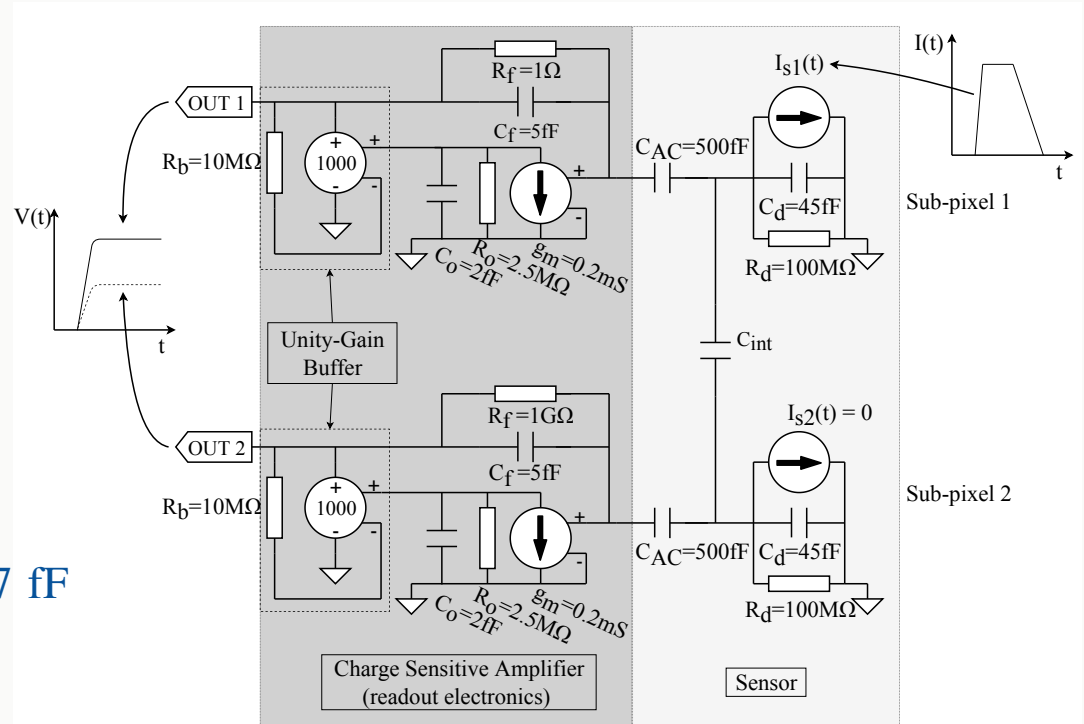 I(t)
t
I_s1(t)
R_f=1Ω
OUT 1
C_f=5fF
C_AC=500fF
R_b=10MΩ
+
1000
-
+
-
+
-
C_d=45fF
Sub-pixel 1
R_d=100MΩ
C_o=2fF
R_o=2.5MΩ
g_m=0.2mS
V(t)
t
Unity-Gain
Buffer
C_int
R_f=1GΩ
I_s2(t) = 0
OUT 2
C_f=5fF
R_b=10MΩ
+
1000
-
+
-
+
-
Sub-pixel 2
C_AC=500fF
C_d=45fF
R_d=100MΩ
C_o=2fF
R_o=2.5MΩ
g_m=0.2mS
fF
Charge Sensitive Amplifier
(readout electronics)
Sensor